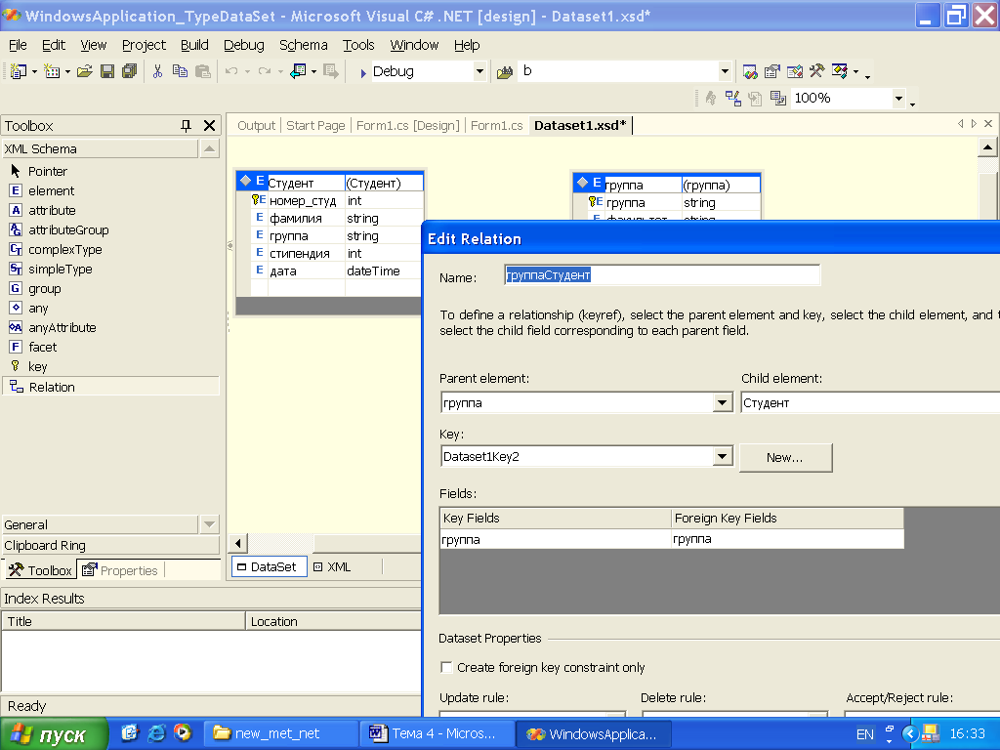 WindowsApplication_TypeDataSet - Microsoft Visual C# .NET [design] - Dataset1.xsd*
File Edit View Project Build Debug Schema Tools Window Help
Debug b
100%
Toolbox
Output Start Page Form1.cs [Design] Form1.cs Dataset1.xsd*
XML Schema
Pointer
element
attribute
attributeGroup
complexType
simpleType
group
any
anyAttribute
facet
key
Relation
General
Clipboard Ring
Toolbox Properties
E Студент (Студент)
E номер_студ int
E фамилия string
E группа string
E стипендия int
E дата dateTime
E группа (группа)
E группа string
Edit Relation
Name: группаСтудент
To define a relationship (keyref), select the parent element and key, select the child element, and
select the child field corresponding to each parent field.
Parent element: Child element:
группа Студент
Key:
Dataset1Key2 New...
Fields:
Key Fields Foreign Key Fields
группа группа
Dataset Properties
Create foreign key constraint only
Update rule: Delete rule: Accept/Reject rule:
DataSet XML
Index Results
Title Location
Ready
пуск new_met_net Тема 4 - Micros... WindowsApplica... EN 16:33